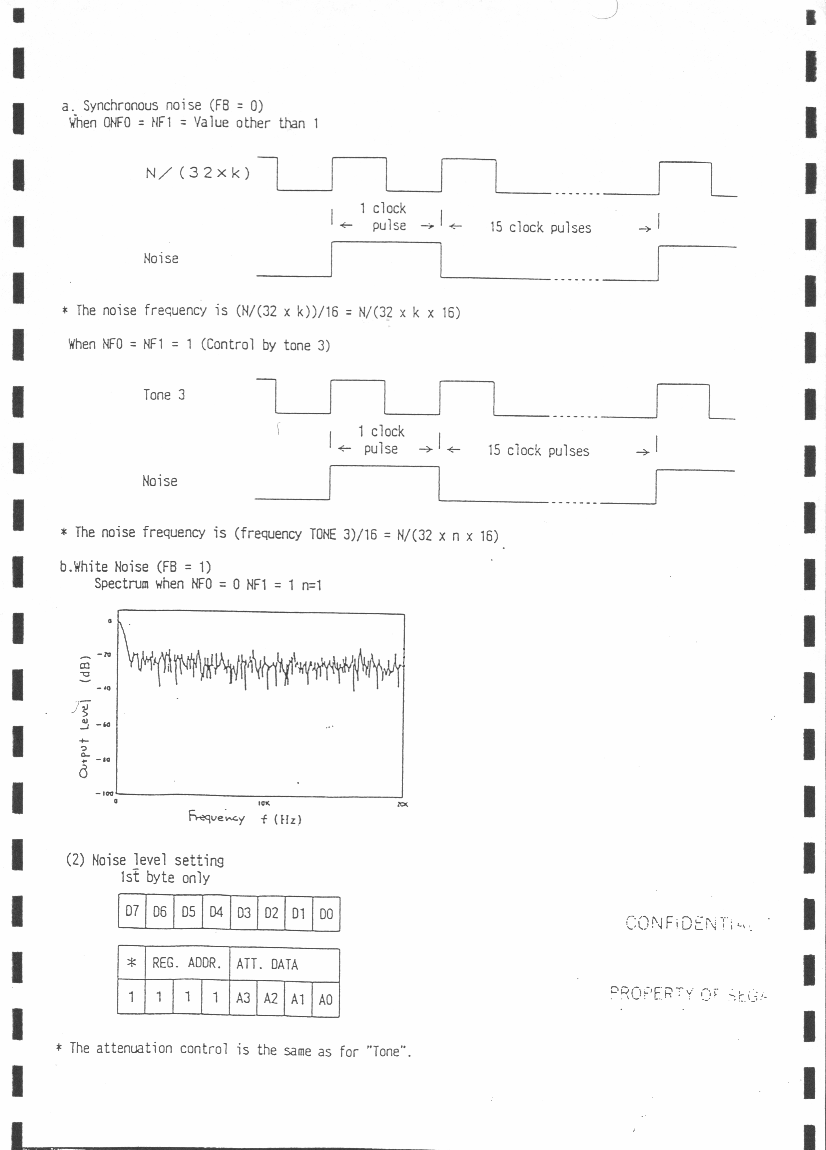 a. Synchronous noise (FB = 0)
When ONFO = NF1 = Value other than 1
N/(32×k)
1 clock
← pulse → ← 15 clock pulses →
Noise
* The noise frequency is (N/(32 x k))/16 = N/(32 x k x 16)
When NFO = NF1 = 1 (Control by tone 3)
Tone 3
1 clock
← pulse → ← 15 clock pulses →
Noise
* The noise frequency is (frequency TONE 3)/16 = N/(32 x n x 16)
b.White Noise (FB = 1)
Spectrum when NFO = 0 NF1 = 1 n=1
Output Level (dB)
0
-20
-40
-60
-80
-100
0 10K 20K
Frequency f (Hz)
(2) Noise level setting
1st byte only
D7 D6 D5 D4 D3 D2 D1 D0
* REG. ADDR. ATT. DATA
1 1 1 1 A3 A2 A1 A0
CONFIDENTIAL
PROPERTY OF SEGA
* The attenuation control is the same as for "Tone".